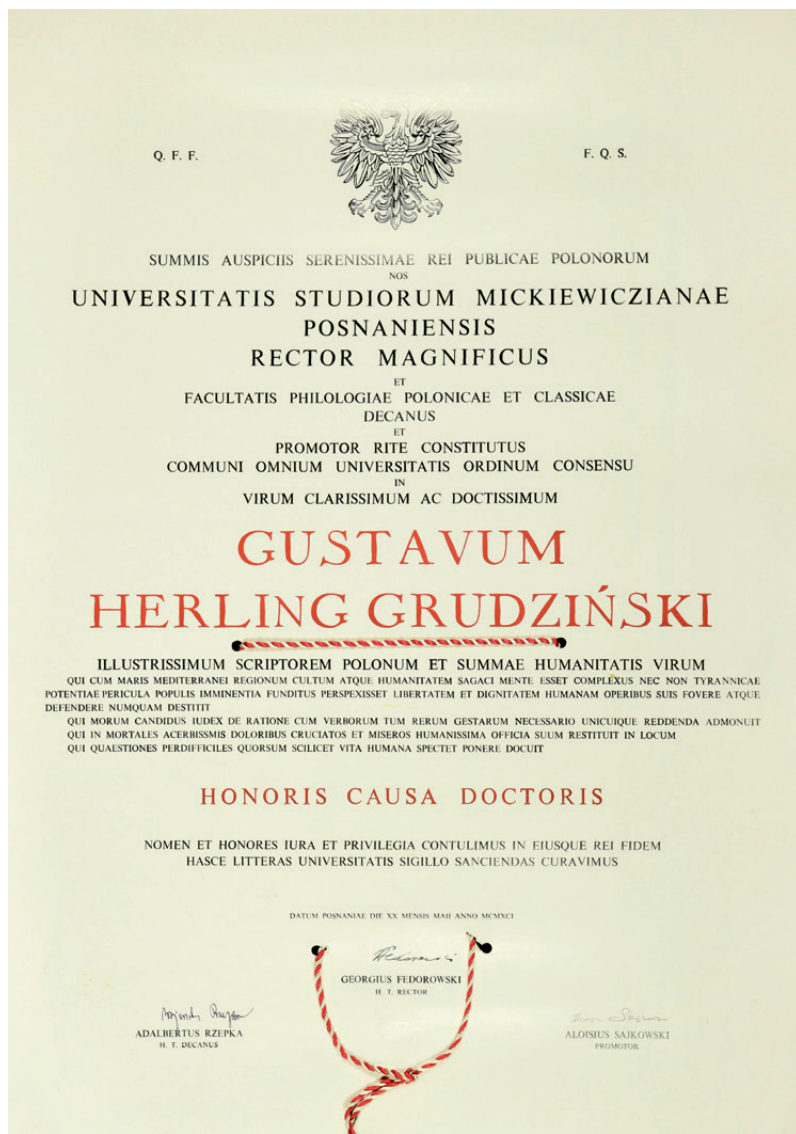 Q. F. F.
F. Q. S.
SUMMIS AUSPICIIS SERENISSIMAE REI PUBLICAE POLONORUM
NOS
UNIVERSITATIS STUDIORUM MICKIEWICZIANAE
POSNANIENSIS
RECTOR MAGNIFICUS
ET
FACULTATIS PHILOLOGIAE POLONICAE ET CLASSICAE
DECANUS
ET
PROMOTOR RITE CONSTITUTUS
COMMUNI OMNIUM UNIVERSITATIS ORDINUM CONSENSU
IN
VIRUM CLARISSIMUM AC DOCTISSIMUM
GUSTAVUM
HERLING GRUDZIŃSKI
ILLUSTRISSIMUM SCRIPTOREM POLONUM ET SUMMAE HUMANITATIS VIRUM
QUI CUM MARIS MEDITERRANEI REGIONUM CULTUM ATQUE HUMANITATEM SAGACI MENTE ESSET COMPLEXUS NEC NON TYRANNICAE
POTENTIAE PERICULA POPULIS IMMINENTIA FUNDITUS PERSPEXISSET LIBERTATEM ET DIGNITATEM HUMANAM OPERIBUS SUIS FOVERE ATQUE
DEFENDERE NUMQUAM DESTITIT
QUI MORUM CANDIDUS IUDEX DE RATIONE CUM VERBORUM TUM RERUM GESTARUM NECESSARIO UNICUIQUE REDDENDA ADMONUIT
QUI IN MORTALES ACERBISSMIS DOLORIBUS CRUCIATOS ET MISEROS HUMANISSIMA OFFICIA SUUM RESTITUIT IN LOCUM
QUI QUAESTIONES PERDIFFICILES QUORSUM SCILICET VITA HUMANA SPECTET PONERE DOCUIT
HONORIS CAUSA DOCTORIS
NOMEN ET HONORES IURA ET PRIVILEGIA CONTULIMUS IN EIUSQUE REI FIDEM
HASCE LITTERAS UNIVERSITATIS SIGILLO SANCIENDAS CURAVIMUS
DATUM POSNANIAE DIE XX MENSIS MAII ANNO MCMXCI
GEORGIUS FEDOROWSKI
H. T. RECTOR
ADALBERTUS RZEPKA
H. T. DECANUS
ALOISIUS SAJKOWSKI
PROMOTOR